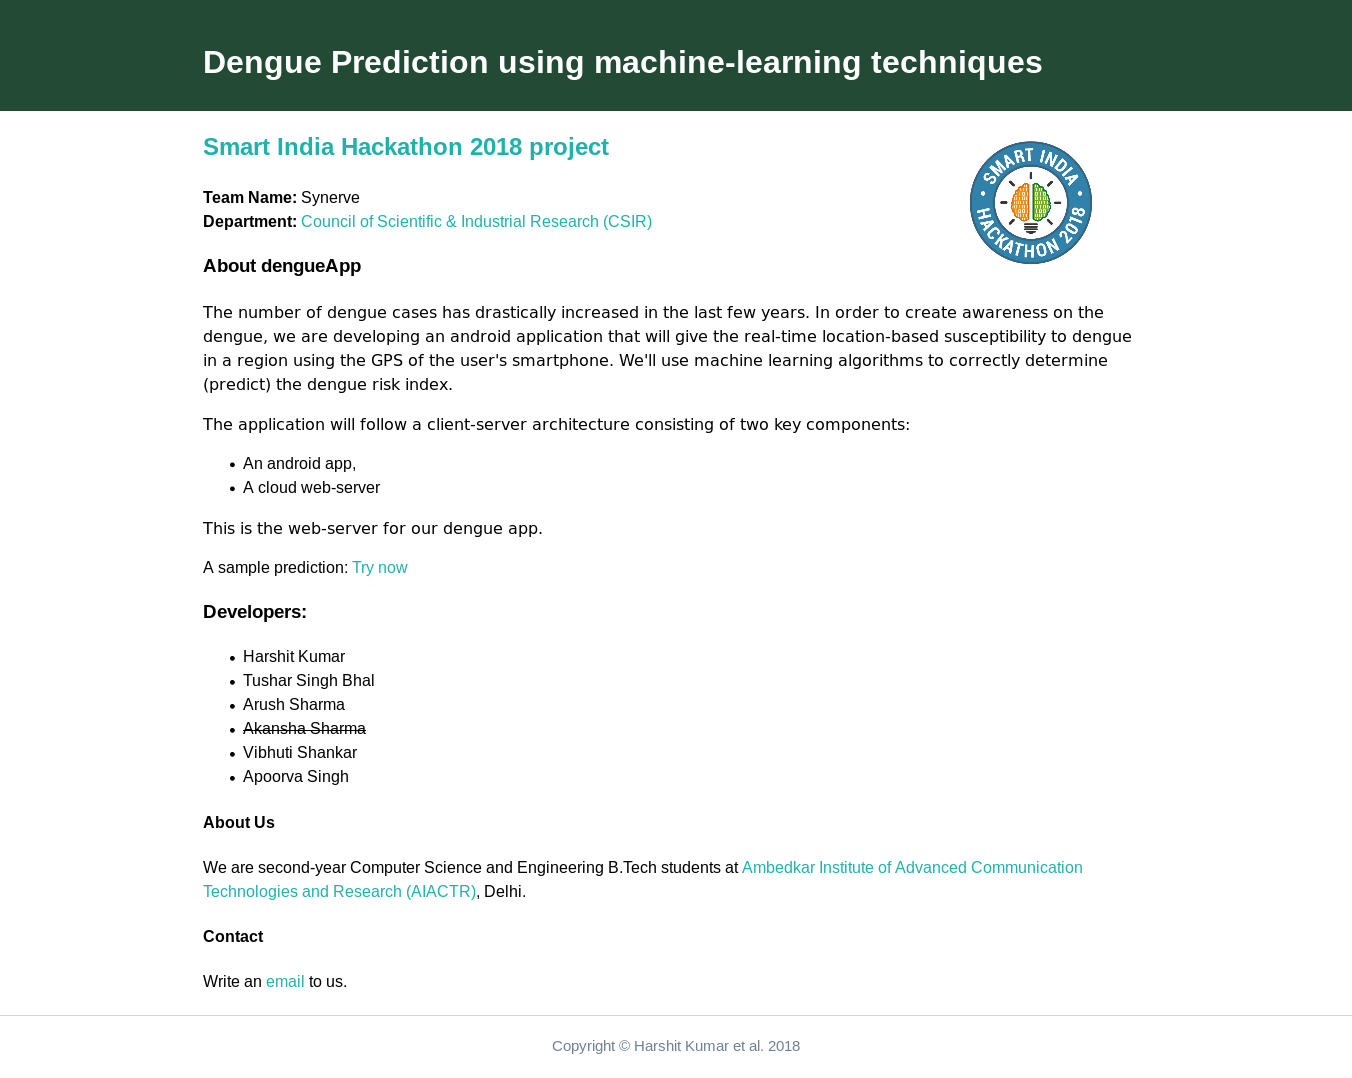 Dengue Prediction using machine-learning techniques
Smart India Hackathon 2018 project
SMART INDIA
HACKATHON 2018
Team Name: Synerve
Department: Council of Scientific & Industrial Research (CSIR)
About dengueApp
The number of dengue cases has drastically increased in the last few years. In order to create awareness on the
dengue, we are developing an android application that will give the real-time location-based susceptibility to dengue
in a region using the GPS of the user's smartphone. We'll use machine learning algorithms to correctly determine
(predict) the dengue risk index.
The application will follow a client-server architecture consisting of two key components:
• An android app,
• A cloud web-server
This is the web-server for our dengue app.
A sample prediction: Try now
Developers:
• Harshit Kumar
• Tushar Singh Bhal
• Arush Sharma
• Akansha Sharma
• Vibhuti Shankar
• Apoorva Singh
About Us
We are second-year Computer Science and Engineering B.Tech students at Ambedkar Institute of Advanced Communication
Technologies and Research (AIACTR), Delhi.
Contact
Write an email to us.
Copyright © Harshit Kumar et al. 2018